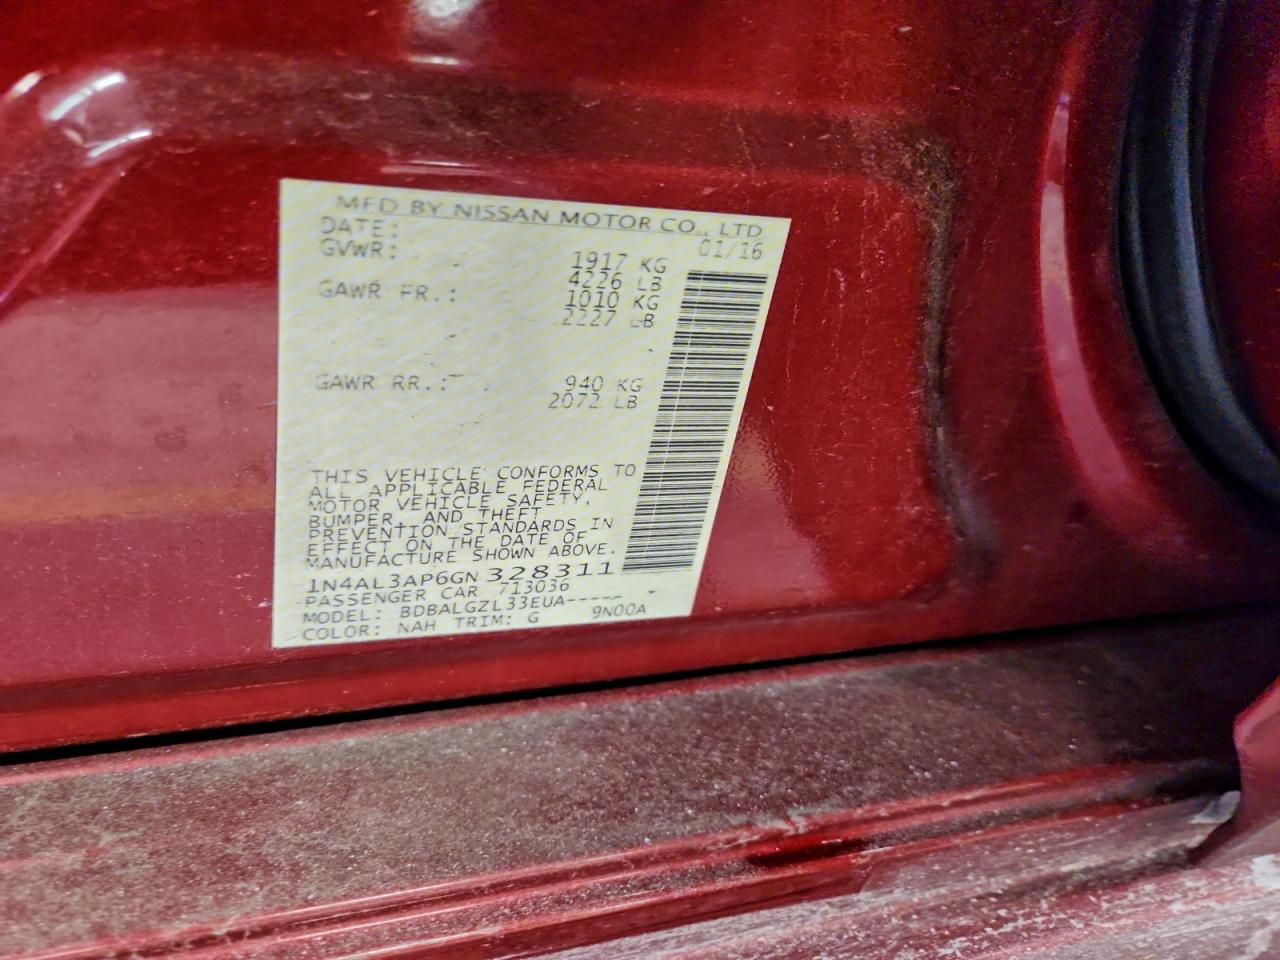 MFD BY NISSAN MOTOR CO., LTD
DATE: 01/16
GVWR: 1917 KG
4226 LB
GAWR FR.: 1010 KG
2227 LB
GAWR RR.: 940 KG
2072 LB
THIS VEHICLE CONFORMS TO
ALL APPLICABLE FEDERAL
MOTOR VEHICLE SAFETY,
BUMPER, AND THEFT
PREVENTION STANDARDS IN
EFFECT ON THE DATE OF
MANUFACTURE SHOWN ABOVE.
1N4AL3AP6GN 328311
PASSENGER CAR 713036
MODEL: BDBALGZL33EUA-----
COLOR: NAH TRIM: G 9N00A